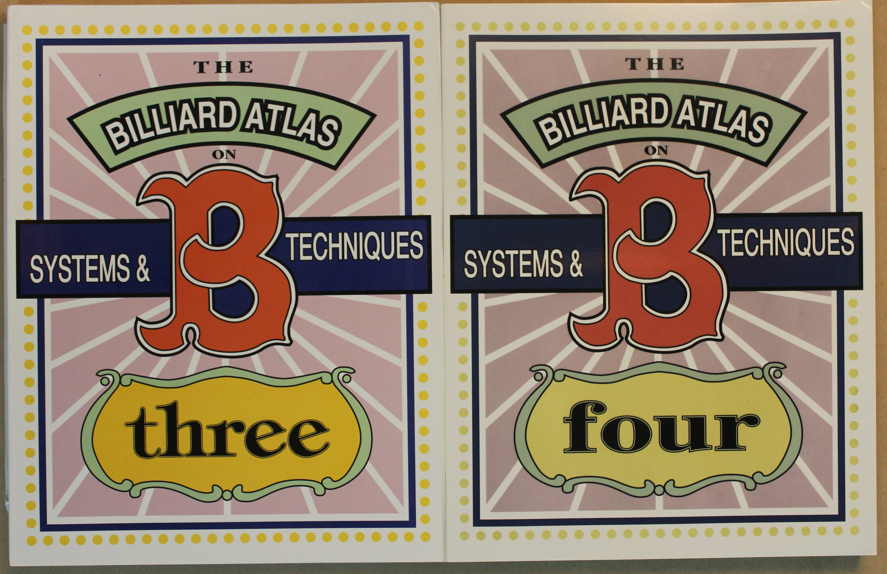 THE
BILLIARD ATLAS
ON
B
SYSTEMS & TECHNIQUES
three
THE
BILLIARD ATLAS
ON
B
SYSTEMS & TECHNIQUES
four